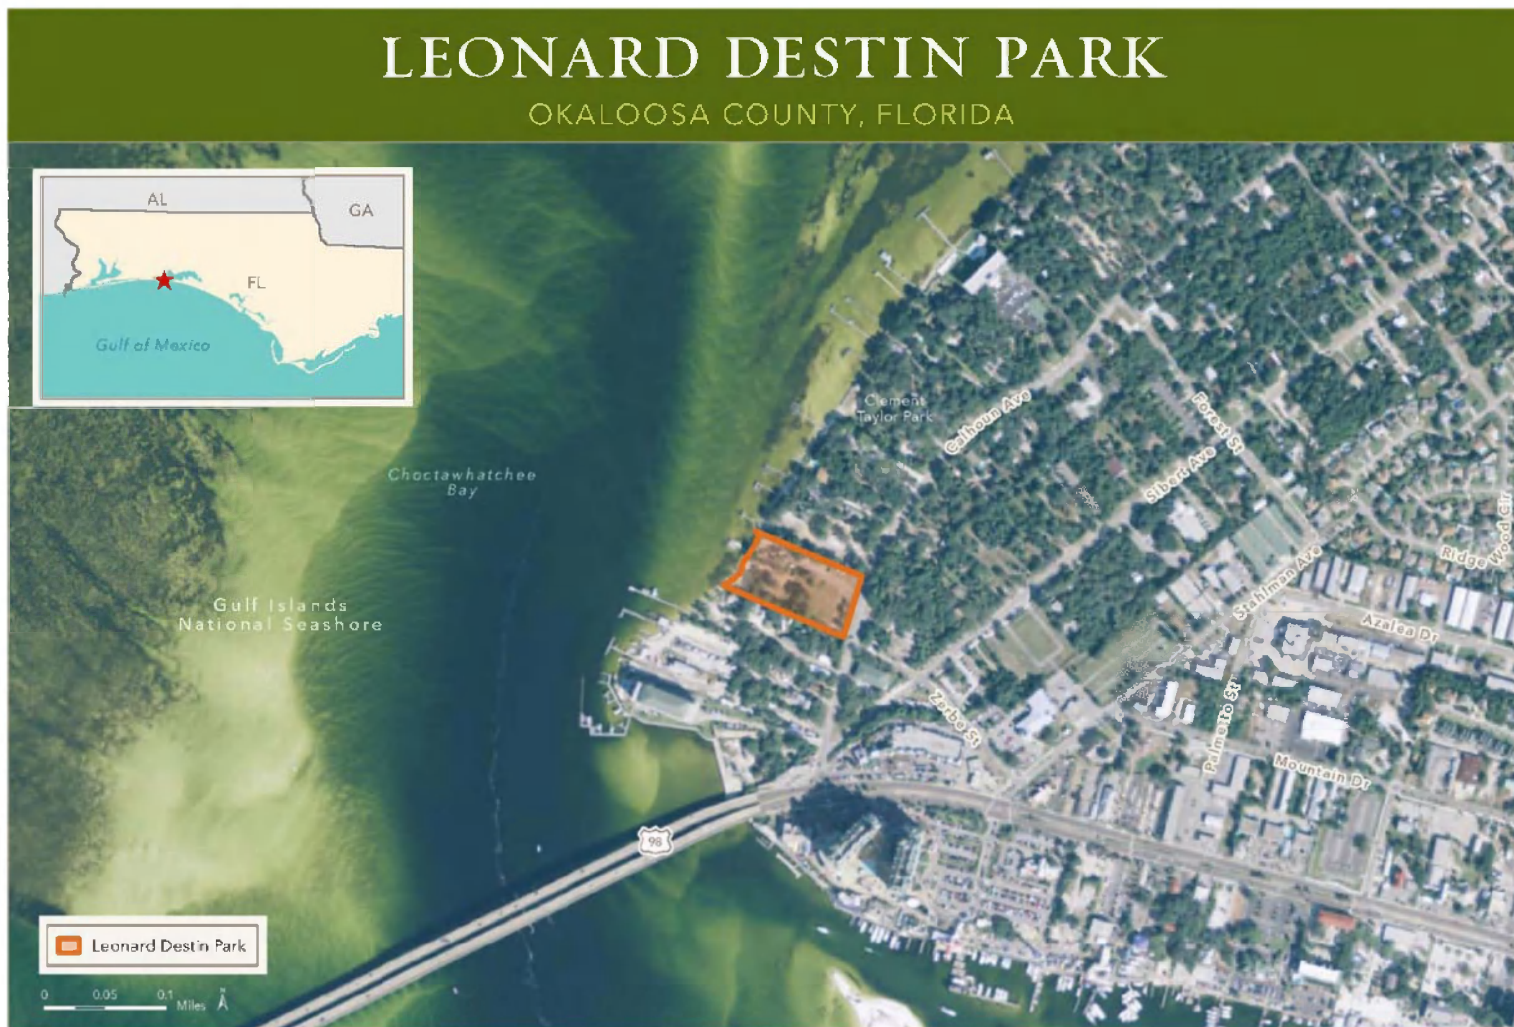 LEONARD DESTIN PARK
OKALOOSA COUNTY, FLORIDA
AL
GA
FL
Gulf of Mexico
Clement
Taylor Park
Calhoun Ave
Forest St
Sibert Ave
Choctawhatchee
Bay
Ridge Wood Cir
Stahlman Ave
Azalea Dr
Gulf Islands
National Seashore
Zerbe St
Palmetto St
Mountain Dr
98
Leonard Destin Park
0 0.05 0.1
Miles
N